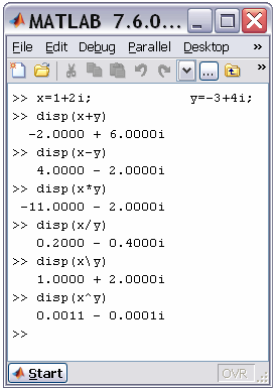 MATLAB 7.6.0...
File Edit Debug Parallel Desktop »
... »
>> x=1+2i; y=-3+4i;
>> disp(x+y)
-2.0000 + 6.0000i
>> disp(x-y)
4.0000 - 2.0000i
>> disp(x*y)
-11.0000 - 2.0000i
>> disp(x/y)
0.2000 - 0.4000i
>> disp(x\y)
1.0000 + 2.0000i
>> disp(x^y)
0.0011 - 0.0001i
>>
Start OVR